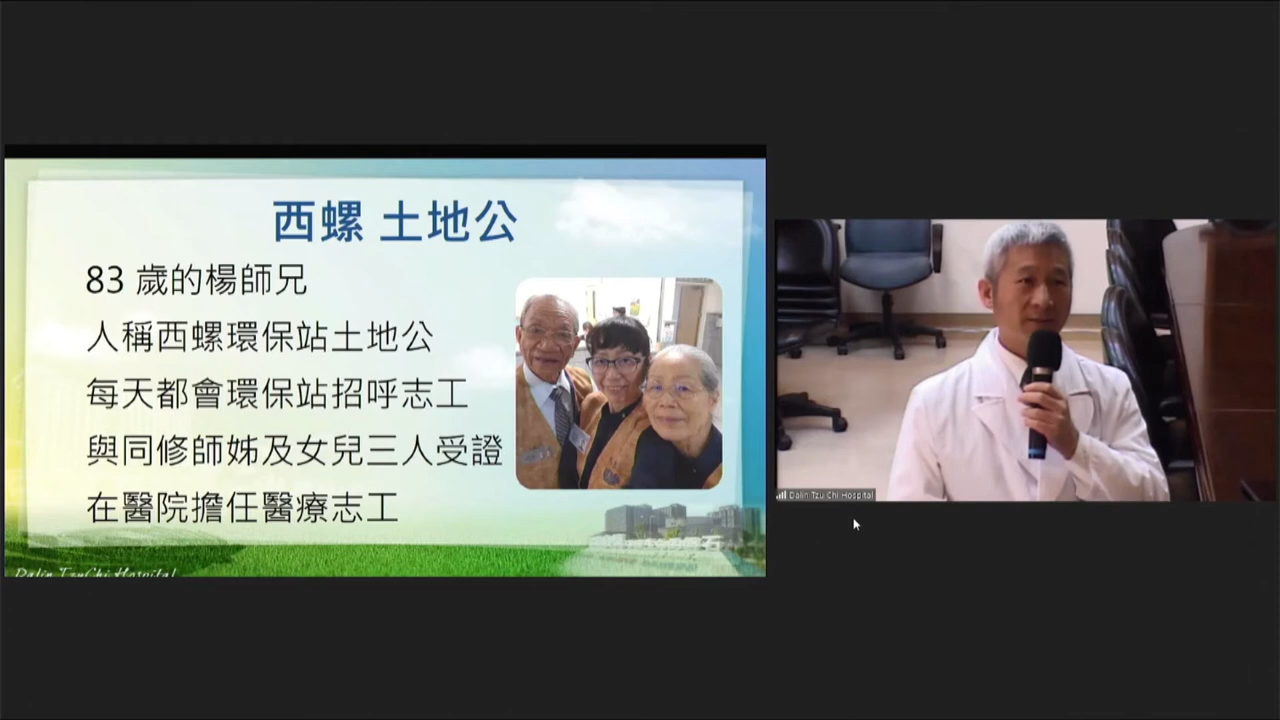 西螺 土地公
83 歲的楊師兄
人稱西螺環保站土地公
每天都會環保站招呼志工
與同修師姊及女兒三人受證
在醫院擔任醫療志工
Dalin TzuChi Hospital
Dalin Tzu Chi Hospital